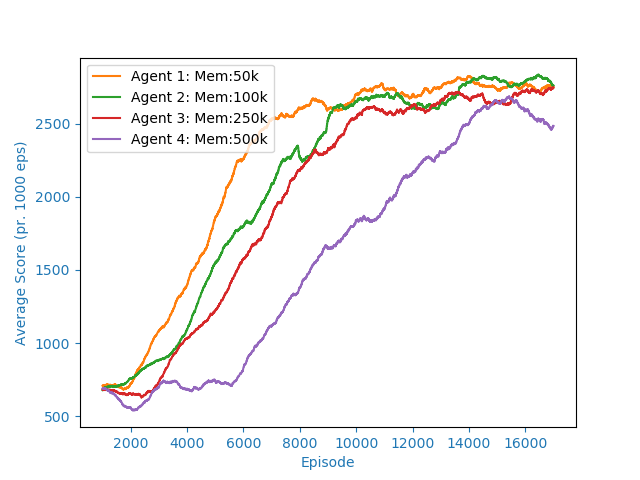 Agent 1: Mem:50k
Agent 2: Mem:100k
Agent 3: Mem:250k
Agent 4: Mem:500k
2500
2000
1500
1000
500
Average Score (pr. 1000 eps)
2000 4000 6000 8000 10000 12000 14000 16000
Episode